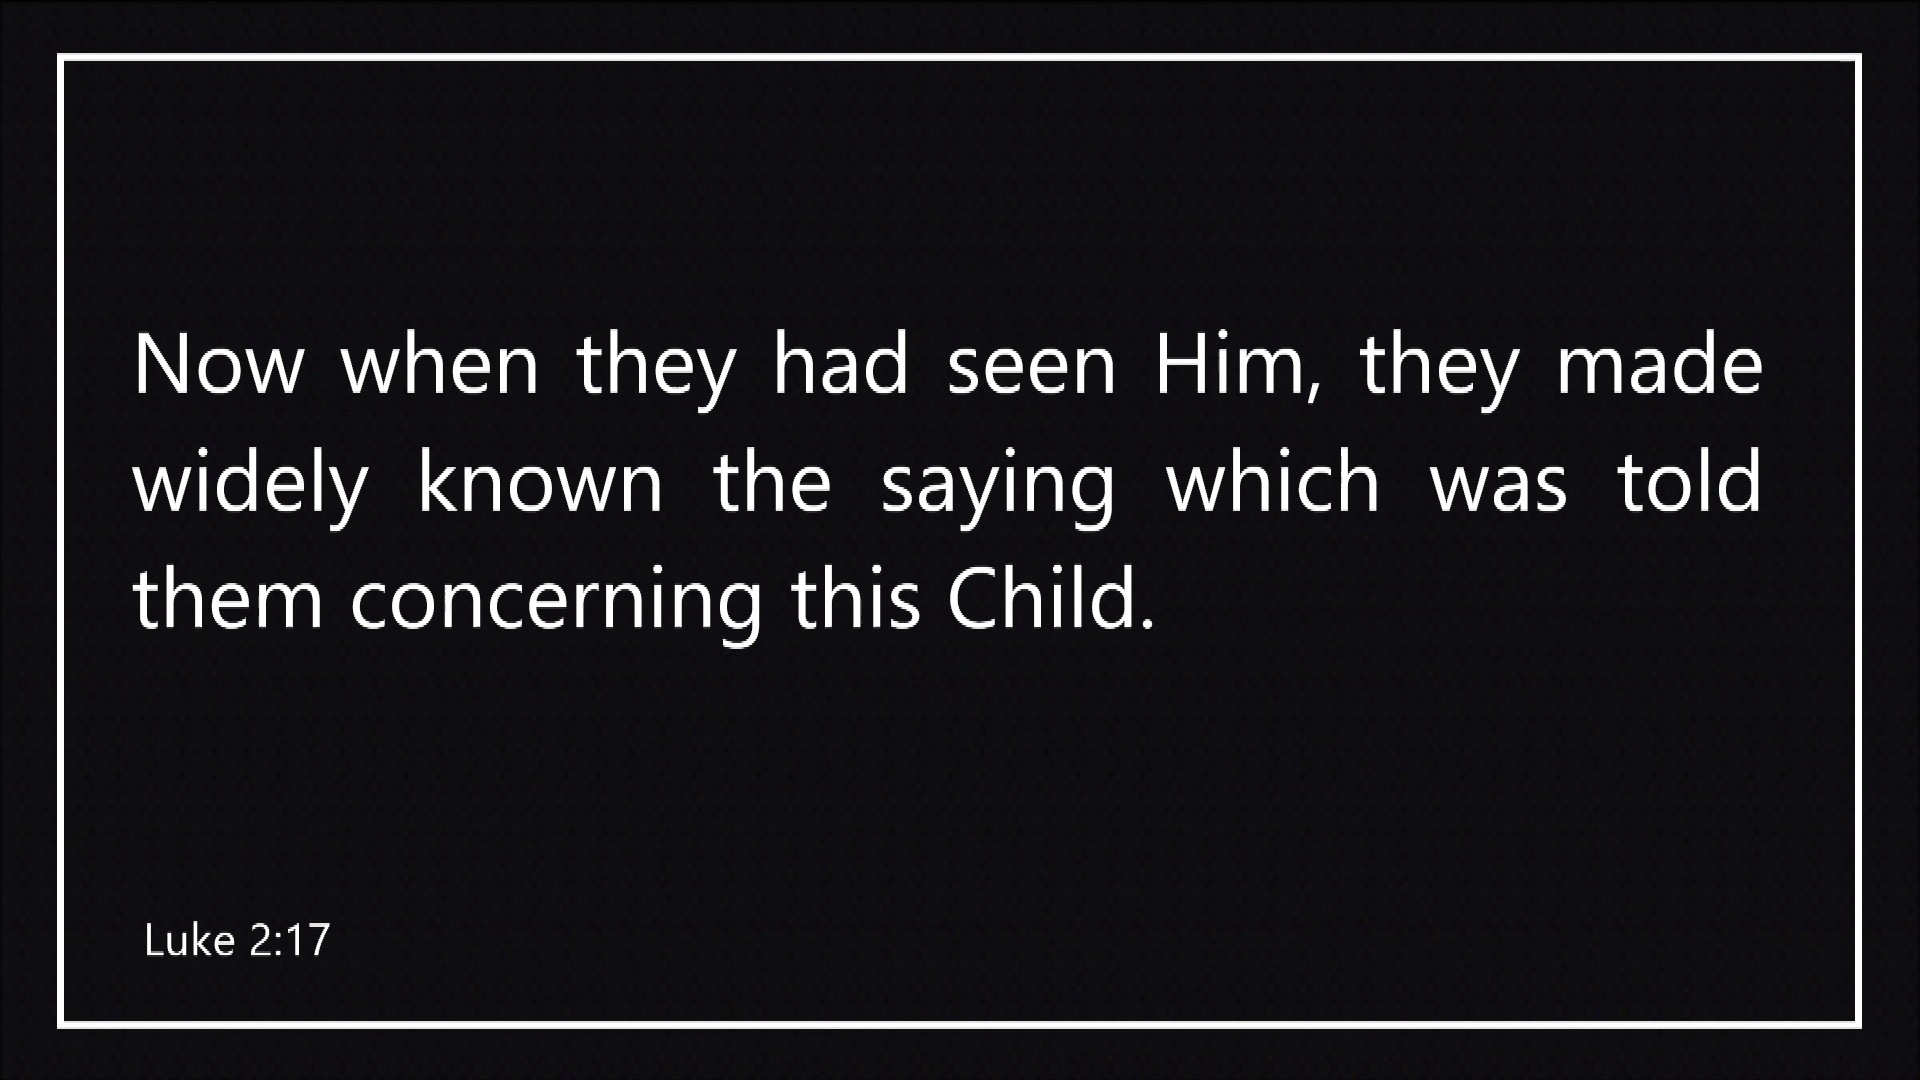 Now when they had seen Him, they made
widely known the saying which was told
them concerning this Child.
Luke 2:17